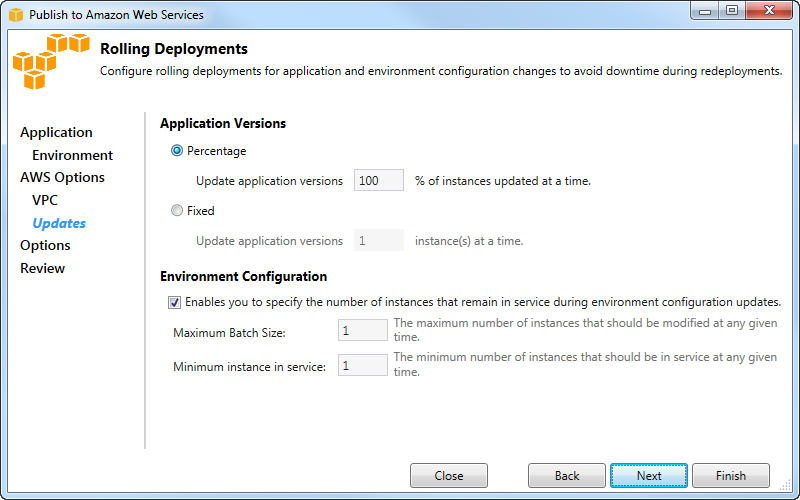 Publish to Amazon Web Services
Rolling Deployments
Configure rolling deployments for application and environment configuration changes to avoid downtime during redeployments.
Application
Environment
AWS Options
VPC
Updates
Options
Review
Application Versions
Percentage
Update application versions 100 % of instances updated at a time.
Fixed
Update application versions 1 instance(s) at a time.
Environment Configuration
Enables you to specify the number of instances that remain in service during environment configuration updates.
Maximum Batch Size: 1 The maximum number of instances that should be modified at any given
time.
Minimum instance in service: 1 The minimum number of instances that should be in service at any given
time.
Close Back Next Finish